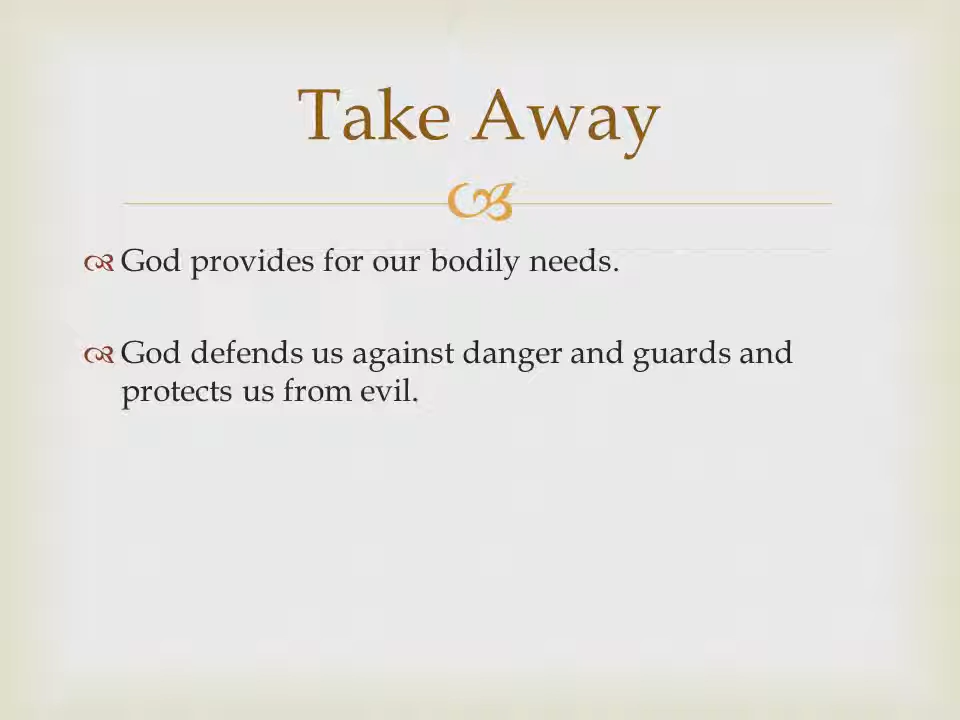 Take Away
God provides for our bodily needs.
God defends us against danger and guards and
protects us from evil.